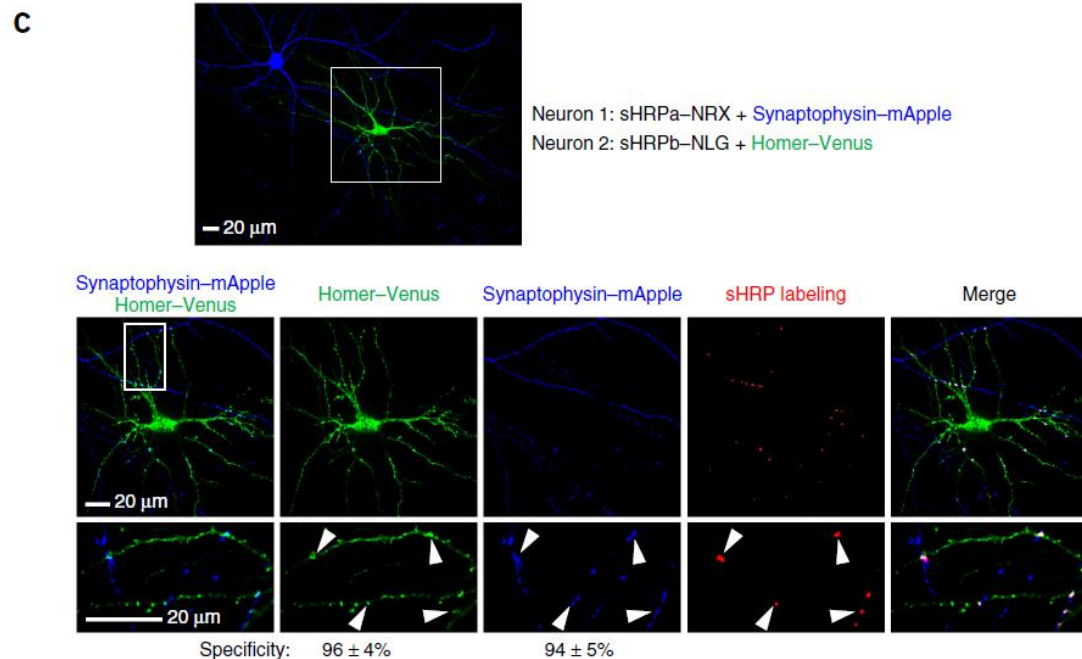 C
Neuron 1: sHRPa–NRX + Synaptophysin–mApple
Neuron 2: sHRPb–NLG + Homer–Venus
20 µm
Synaptophysin–mApple
Homer–Venus
Homer–Venus
Synaptophysin–mApple
sHRP labeling
Merge
20 µm
20 µm
Specificity: 96 ± 4% 94 ± 5%